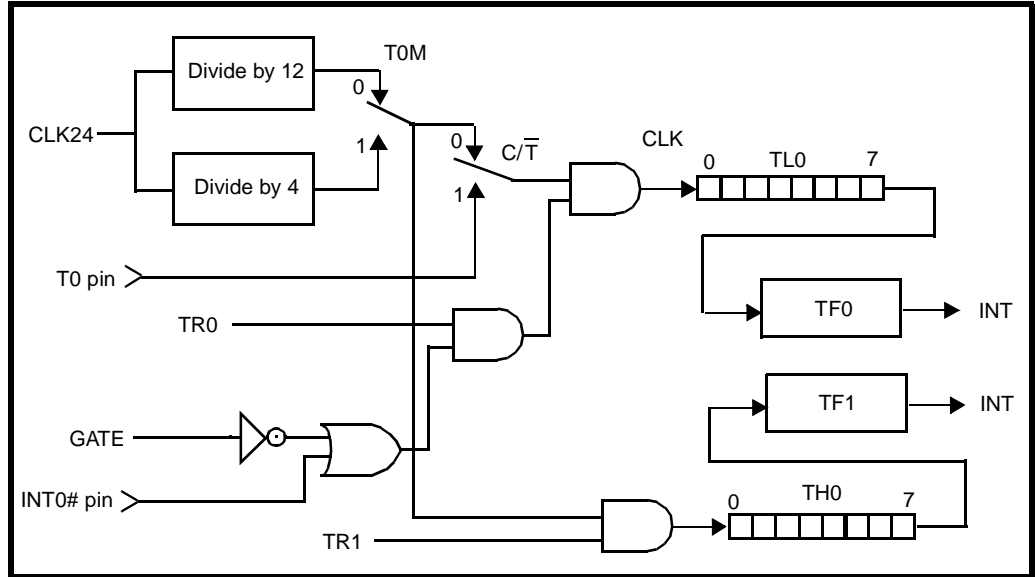 Divide by 12
T0M
0
CLK24
1
0
C/T̅
CLK
0
TL0
7
Divide by 4
1
T0 pin
TR0
TF0
INT
TF1
INT
GATE
INT0# pin
0
TH0
7
TR1